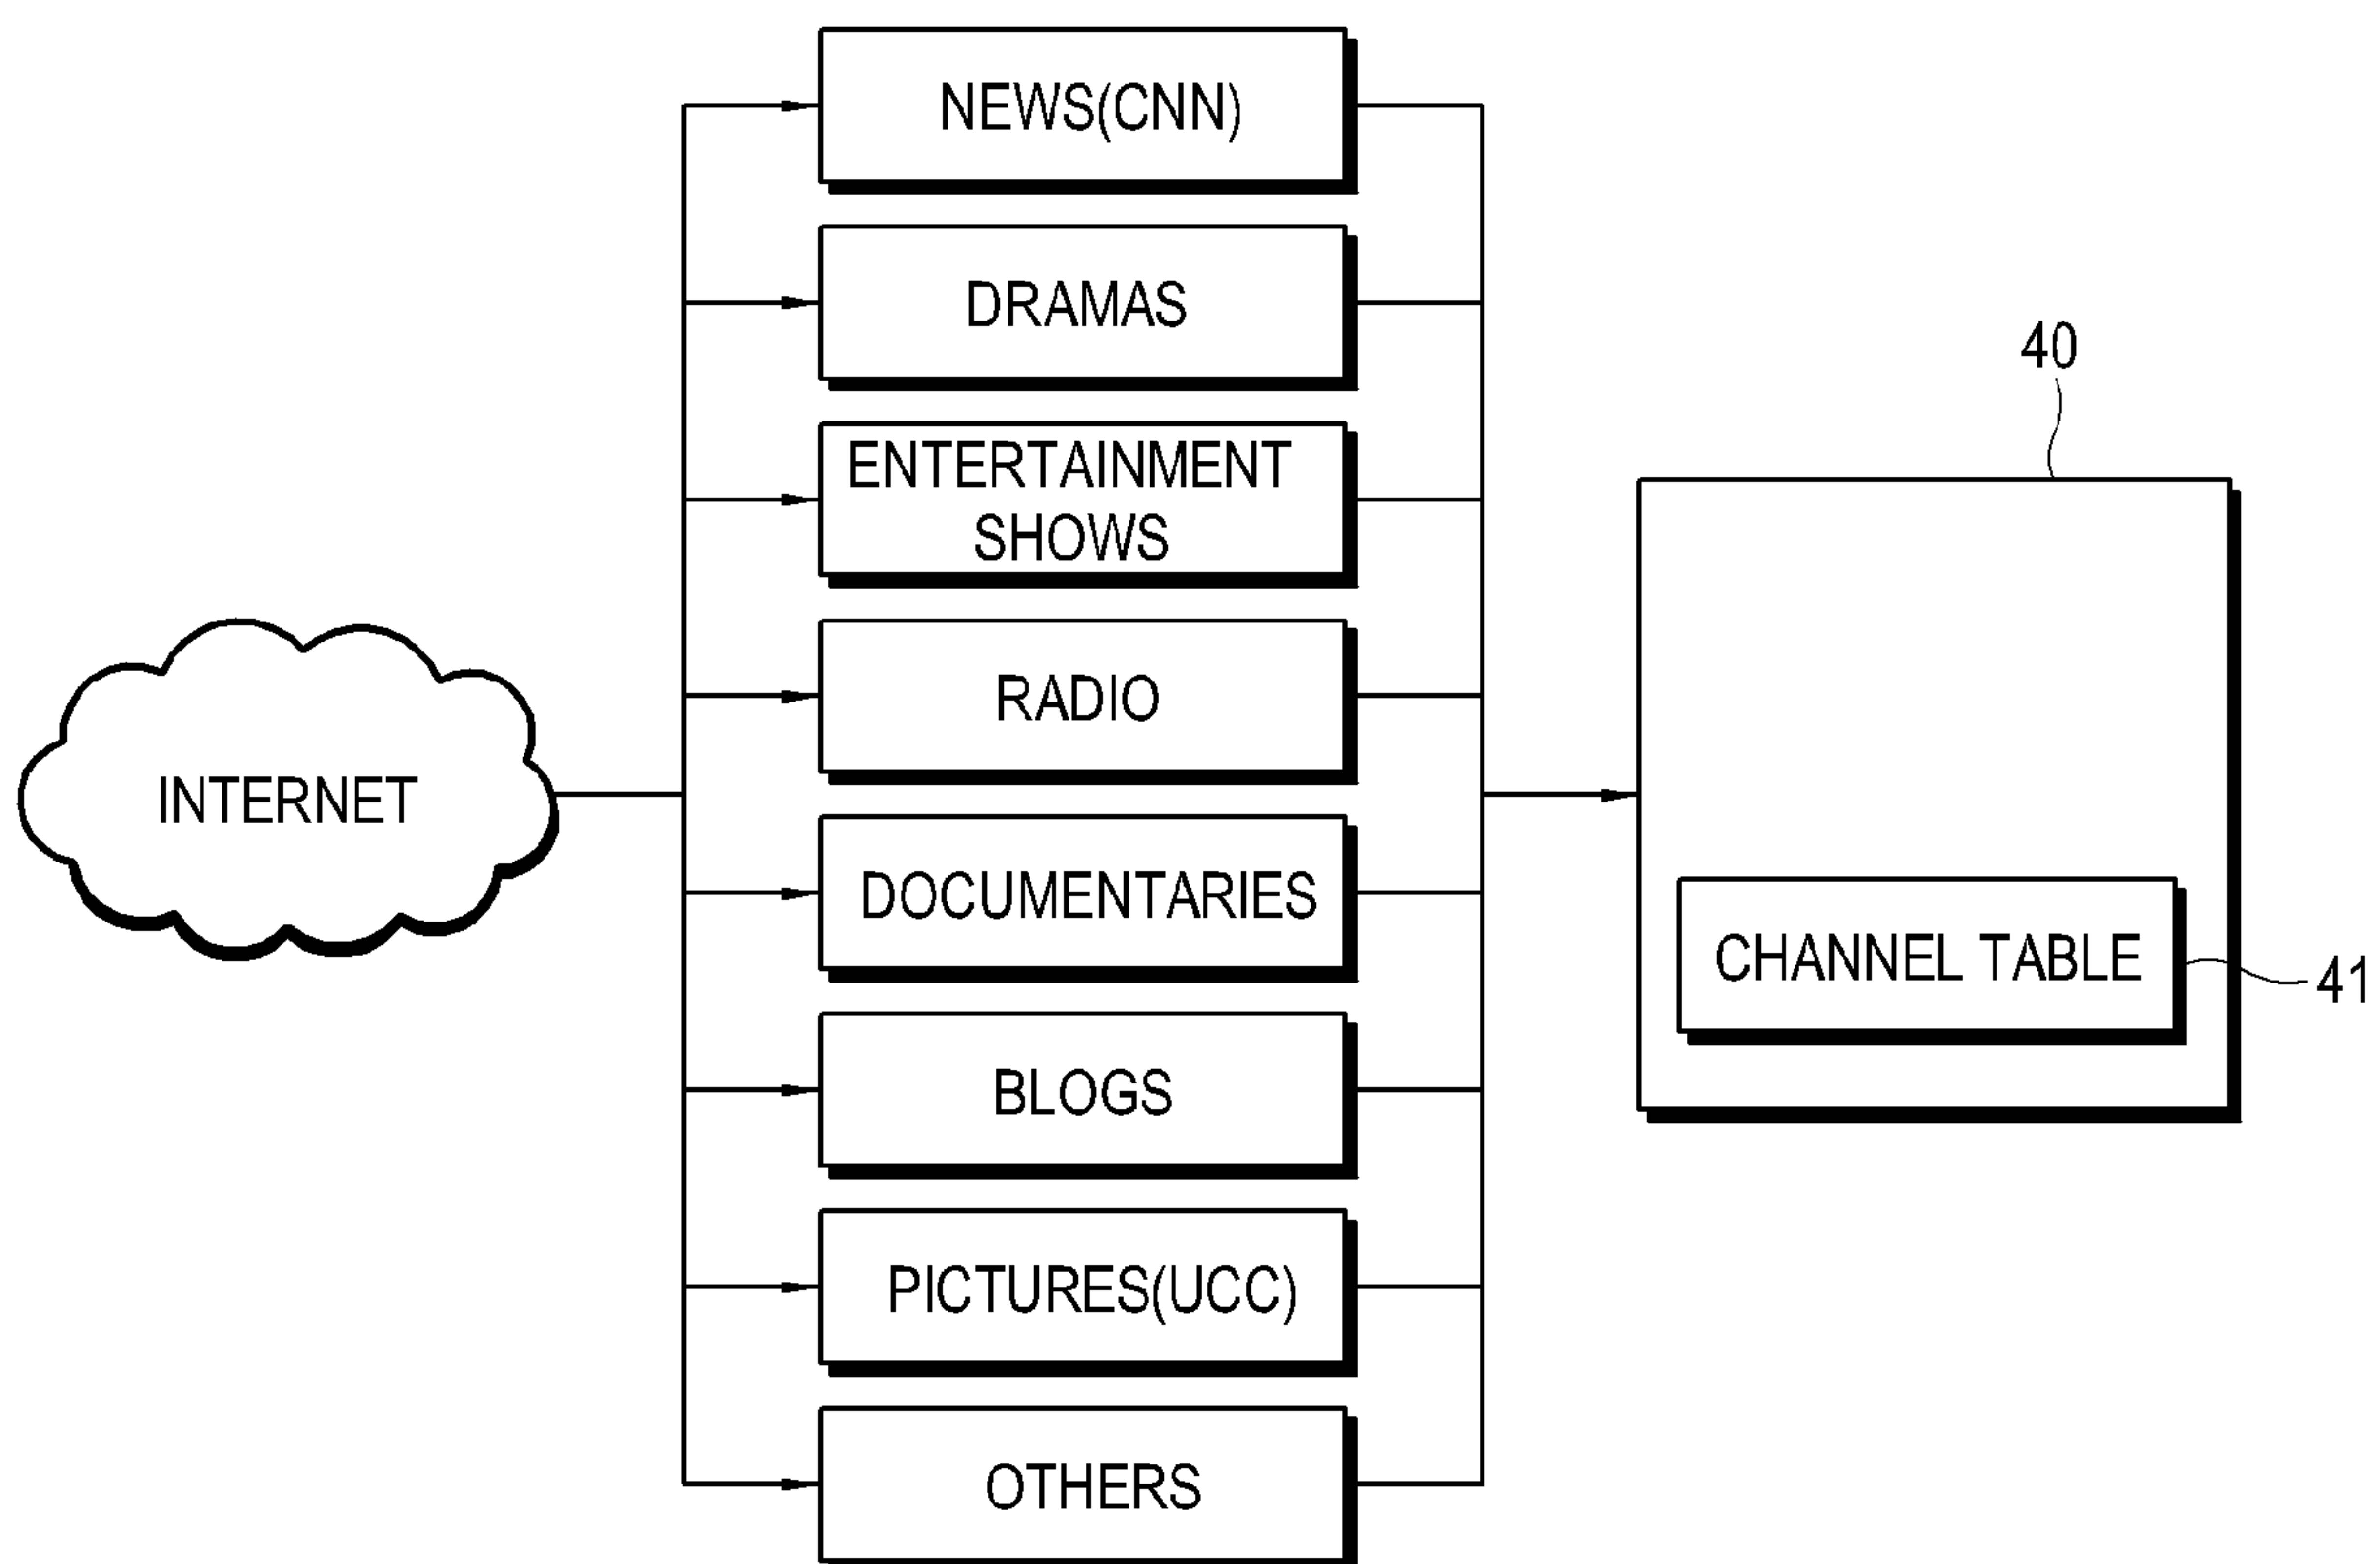 NEWS(CNN)
DRAMAS
ENTERTAINMENT
SHOWS
RADIO
DOCUMENTARIES
BLOGS
PICTURES(UCC)
OTHERS
INTERNET
40
CHANNEL TABLE
41